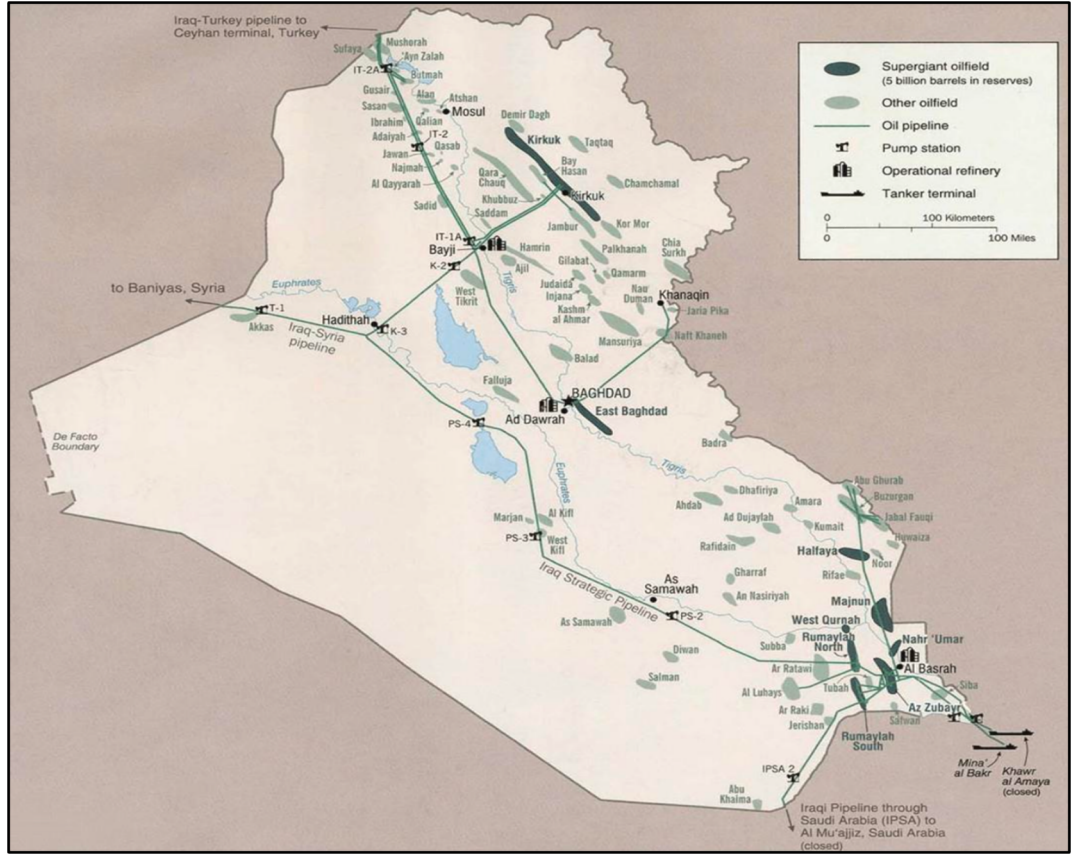 Iraq-Turkey pipeline to
Ceyhan terminal, Turkey
Supergiant oilfield
(5 billion barrels in reserves)
Other oilfield
Oil pipeline
Pump station
Operational refinery
Tanker terminal
0
100 Kilometers
0
100 Miles
Sufaya
Mushorah
'Ayn Zalah
IT-2A
Butmah
Gusair
Alan
Atshan
Sasan
Mosul
Ibrahim
Qalian
Adaiyah
IT-2
Qasab
Jawan
Najmah
Al Qayyarah
Sadid
Demir Dagh
Kirkuk
Taqtaq
Bay
Hasan
Qara
Chauq
Chamchamal
Khubbuz
Kirkuk
Saddam
Jambur
Kor Mor
IT-1A
Bayji
Hamrin
Palkhanah
Chia
Surkh
K-2
Ajil
Gilabat
Qamarm
Judaida
Injana
Nau
Duman
Khanaqin
West
Tikrit
Kashm
al Ahmar
Jaria Pika
Tigris
Mansuriya
Naft Khaneh
to Baniyas, Syria
Euphrates
T-1
Akkas
Hadithah
K-3
Iraq-Syria
pipeline
Balad
Falluja
BAGHDAD
Ad Dawrah
East Baghdad
PS-4
De Facto
Boundary
Badra
Euphrates
Tigris
Abu Ghurab
Dhafiriya
Buzurgan
Ahdab
Amara
Marjan
Al Kifl
Ad Dujaylah
Kumait
Jabal Fauqi
PS-3
West
Kifl
Rafidain
Halfaya
Huwaiza
Noor
Iraq Strategic Pipeline
Gharraf
Rifae
As
Samawah
An Nasiriyah
Majnun
As Samawah
PS-2
West Qurnah
Subba
Rumaylah
North
Nahr 'Umar
Diwan
Ar Ratawi
Al Basrah
Salman
Al Luhays
Tubah
Siba
Ar Raki
Az Zubayr
Jerishan
Safwan
Rumaylah
South
IPSA 2
Mina'
al Bakr
Khawr
al Amaya
(closed)
Abu
Khaima
Iraqi Pipeline through
Saudi Arabia (IPSA) to
Al Mu'ajjiz, Saudi Arabia
(closed)